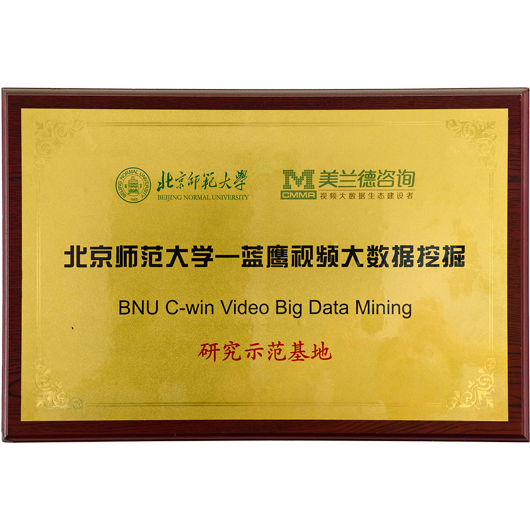 北京师范大学
BEIJING NORMAL UNIVERSITY
美兰德咨询
CMMR 视频大数据生态建设者
北京师范大学—蓝鹰视频大数据挖掘
BNU C-win Video Big Data Mining
研究示范基地